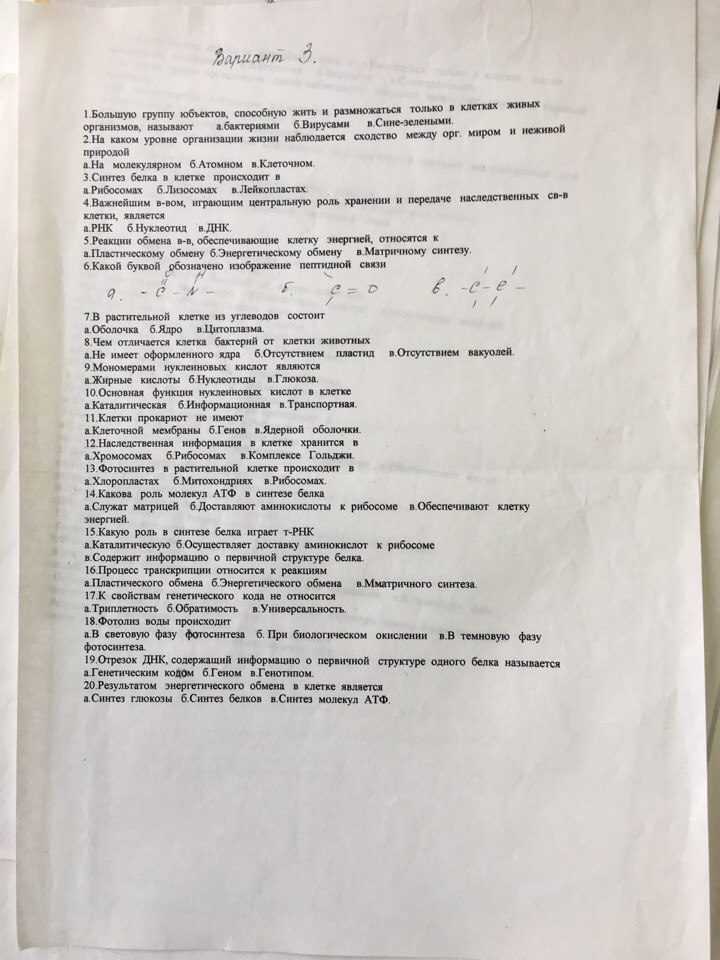 Вариант 3.
1.Большую группу юбъектов, способную жить и размножаться только в клетках живых
организмов, называют а.бактериями б.Вирусами в.Сине-зелеными.
2.На каком уровне организации жизни наблюдается сходство между орг. миром и неживой
природой
а.На молекулярном б.Атомном в.Клеточном.
3.Синтез белка в клетке происходит в
а.Рибосомах б.Лизосомах в.Лейкопластах.
4.Важнейшим в-вом, играющим центральную роль хранении и передаче наследственных св-в
клетки, является
а.РНК б.Нуклеотид в.ДНК.
5.Реакции обмена в-в, обеспечивающие клетку энергией, относятся к
а.Пластическому обмену б.Энергетическому обмену в.Матричному синтезу.
6.Какой буквой обозначено изображение пептидной связи
а. - C - N - б. C = O в. - C - C -
7.В растительной клетке из углеводов состоит
а.Оболочка б.Ядро в.Цитоплазма.
8.Чем отличается клетка бактерий от клетки животных
а.Не имеет оформленного ядра б.Отсутствием пластид в.Отсутствием вакуолей.
9.Мономерами нуклеиновых кислот являются
а.Жирные кислоты б.Нуклеотиды в.Глюкоза.
10.Основная функция нуклеиновых кислот в клетке
а.Каталитическая б.Информационная в.Транспортная.
11.Клетки прокариот не имеют
а.Клеточной мембраны б.Генов в.Ядерной оболочки.
12.Наследственная информация в клетке хранится в
а.Хромосомах б.Рибосомах в.Комплексе Гольджи.
13.Фотосинтез в растительной клетке происходит в
а.Хлоропластах б.Митохондриях в.Рибосомах.
14.Какова роль молекул АТФ в синтезе белка
а.Служат матрицей б.Доставляют аминокислоты к рибосоме в.Обеспечивают клетку
энергией.
15.Какую роль в синтезе белка играет т-РНК
а.Каталитическую б.Осуществляет доставку аминокислот к рибосоме
в.Содержит информацию о первичной структуре белка.
16.Процесс транскрипции относится к реакциям
а.Пластического обмена б.Энергетического обмена в.Мматричного синтеза.
17.К свойствам генетического кода не относится
а.Триплетность б.Обратимость в.Универсальность.
18.Фотолиз воды происходит
а.В световую фазу фотосинтеза б. При биологическом окислении в.В темновую фазу
фотосинтеза.
19.Отрезок ДНК, содержащий информацию о первичной структуре одного белка называется
а.Генетическим кодом б.Геном в.Генотипом.
20.Результатом энергетического обмена в клетке является
а.Синтез глюкозы б.Синтез белков в.Синтез молекул АТФ.